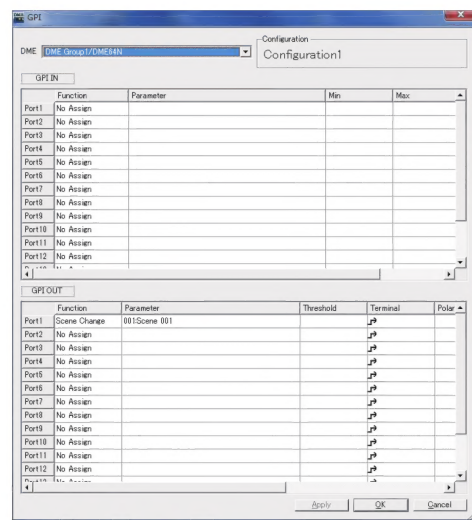 GPI
Configuration
DME DME Group1/DME64N
Configuration1
GPI IN
Function Parameter Min Max
Port1 No Assign
Port2 No Assign
Port3 No Assign
Port4 No Assign
Port5 No Assign
Port6 No Assign
Port7 No Assign
Port8 No Assign
Port9 No Assign
Port10 No Assign
Port11 No Assign
Port12 No Assign
GPI OUT
Function Parameter Threshold Terminal Polar
Port1 Scene Change 001:Scene 001
Port2 No Assign
Port3 No Assign
Port4 No Assign
Port5 No Assign
Port6 No Assign
Port7 No Assign
Port8 No Assign
Port9 No Assign
Port10 No Assign
Port11 No Assign
Port12 No Assign
Apply OK Cancel